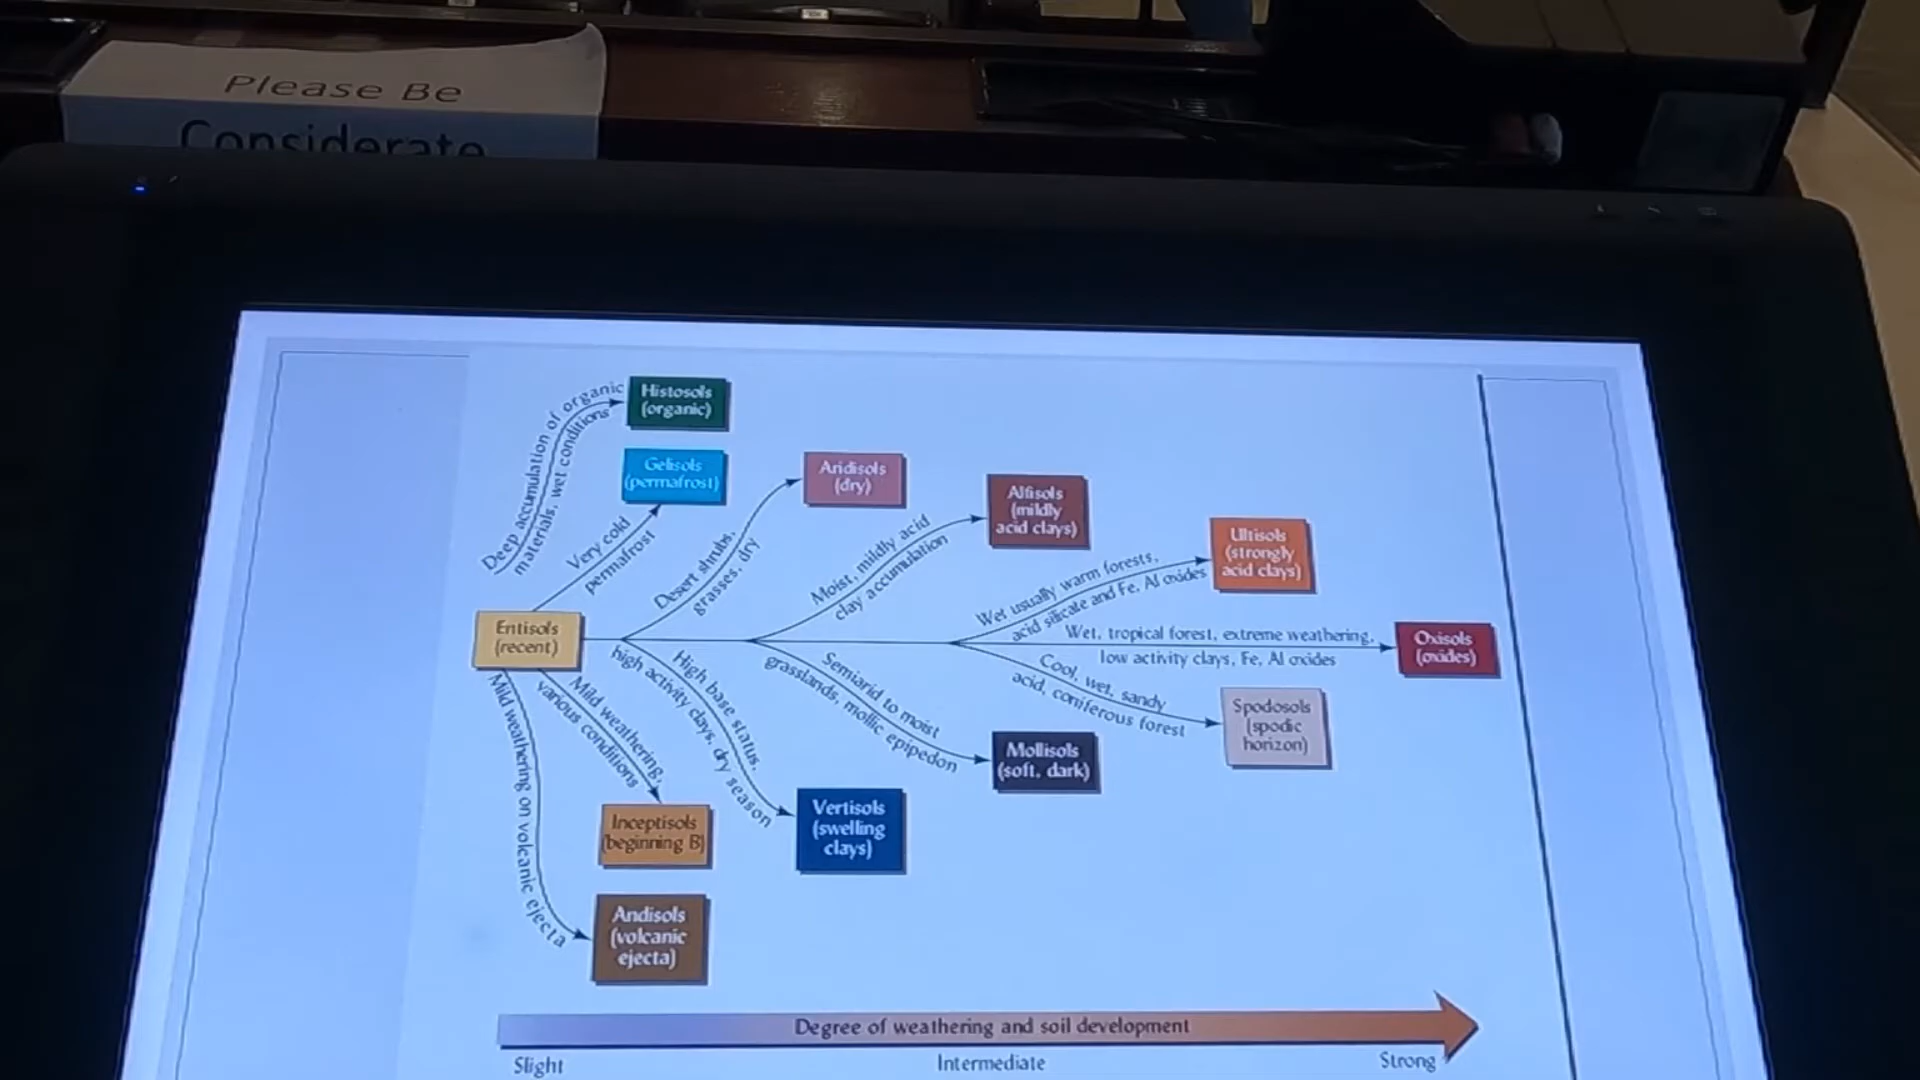 Please Be
Considerate
Histosols
(organic)
Deep accumulation of organic
materials, wet conditions
Gelisols
(permafrost)
Very cold
permafrost
Aridisols
(dry)
Desert shrubs,
grasses, dry
Alfisols
(mildly
acid clays)
Moist, mildly acid
clay accumulation
Ultisols
(strongly
acid clays)
Wet usually warm forests,
acid silicate and Fe, Al oxides
Entisols
(recent)
Wet, tropical forest, extreme weathering,
low activity clays, Fe, Al oxides
Oxisols
(oxides)
Cool, wet, sandy
acid, coniferous forest
Spodosols
(spodic
horizon)
Semiarid to moist
grasslands, mollic epipedon
Mollisols
(soft, dark)
High base status,
high activity clays, dry season
Vertisols
(swelling
clays)
Mild weathering,
various conditions
Inceptisols
(beginning B)
Mild weathering on volcanic ejecta
Andisols
(volcanic
ejecta)
Degree of weathering and soil development
Slight
Intermediate
Strong